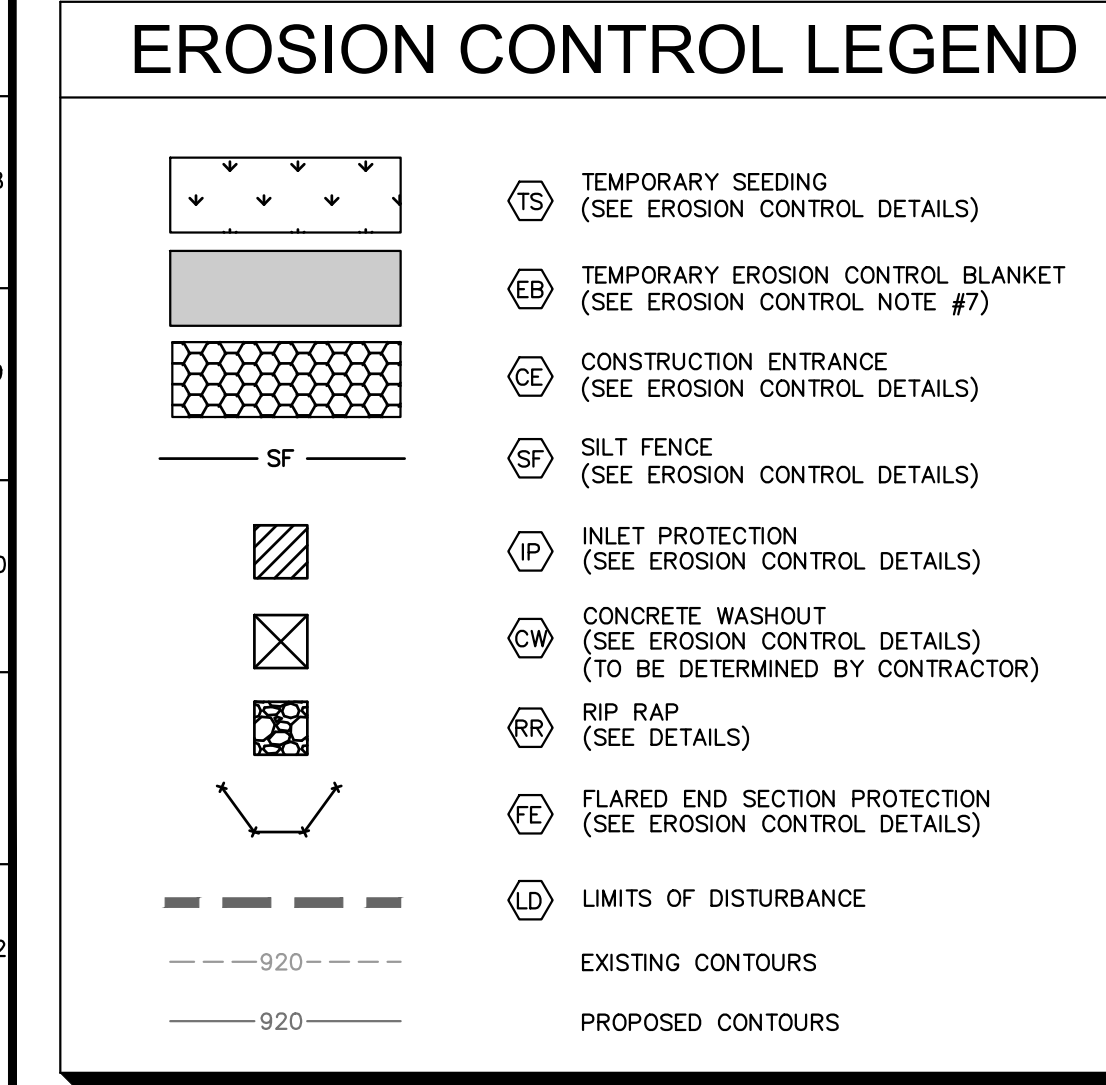 EROSION CONTROL LEGEND
TS TEMPORARY SEEDING
(SEE EROSION CONTROL DETAILS)
EB TEMPORARY EROSION CONTROL BLANKET
(SEE EROSION CONTROL NOTE #7)
CE CONSTRUCTION ENTRANCE
(SEE EROSION CONTROL DETAILS)
SF SF SILT FENCE
(SEE EROSION CONTROL DETAILS)
IP INLET PROTECTION
(SEE EROSION CONTROL DETAILS)
CW CONCRETE WASHOUT
(SEE EROSION CONTROL DETAILS)
(TO BE DETERMINED BY CONTRACTOR)
RR RIP RAP
(SEE DETAILS)
FE FLARED END SECTION PROTECTION
(SEE EROSION CONTROL DETAILS)
LD LIMITS OF DISTURBANCE
920 EXISTING CONTOURS
920 PROPOSED CONTOURS